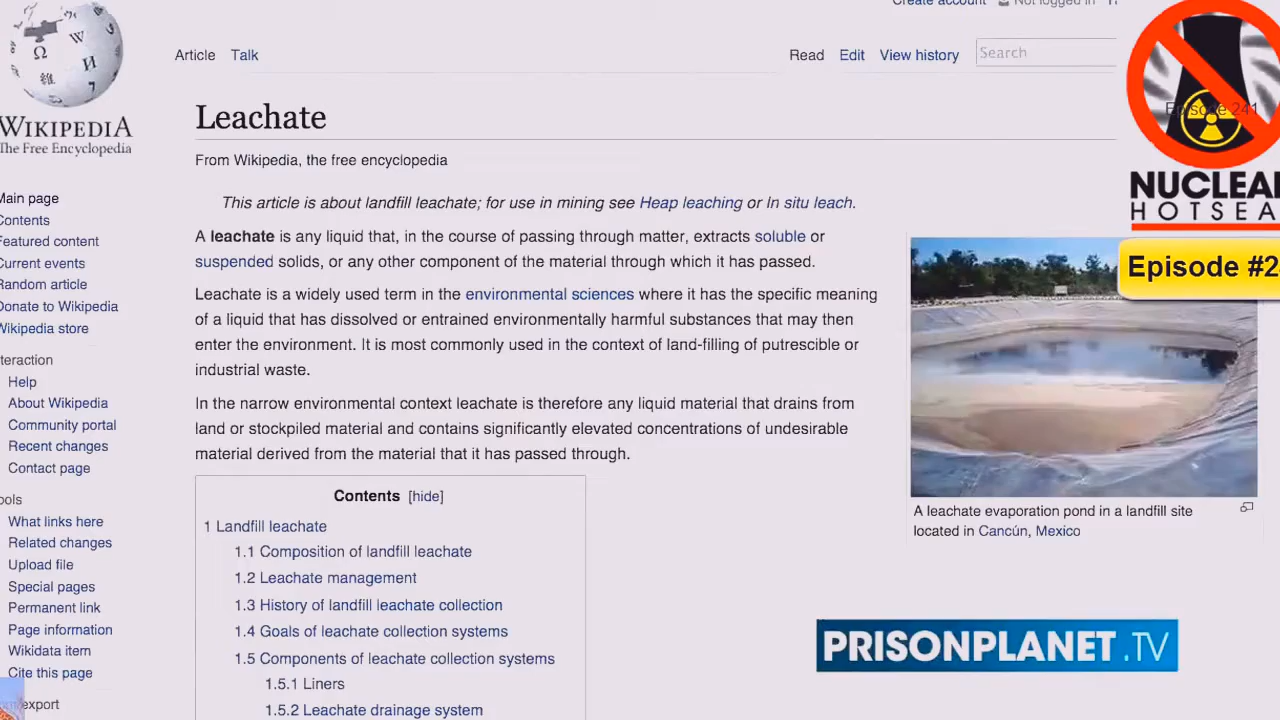 Create account
Not logged in
Article Talk
Read Edit View history
Search
WIKIPEDIA
The Free Encyclopedia
Episode 241
NUCLEAR
HOTSEA
Episode #2
Leachate
From Wikipedia, the free encyclopedia
This article is about landfill leachate; for use in mining see Heap leaching or In situ leach.
A leachate is any liquid that, in the course of passing through matter, extracts soluble or
suspended solids, or any other component of the material through which it has passed.
Leachate is a widely used term in the environmental sciences where it has the specific meaning
of a liquid that has dissolved or entrained environmentally harmful substances that may then
enter the environment. It is most commonly used in the context of land-filling of putrescible or
industrial waste.
In the narrow environmental context leachate is therefore any liquid material that drains from
land or stockpiled material and contains significantly elevated concentrations of undesirable
material derived from the material that it has passed through.
Contents [hide]
1 Landfill leachate
1.1 Composition of landfill leachate
1.2 Leachate management
1.3 History of landfill leachate collection
1.4 Goals of leachate collection systems
1.5 Components of leachate collection systems
1.5.1 Liners
1.5.2 Leachate drainage system
A leachate evaporation pond in a landfill site
located in Cancún, Mexico
PRISONPLANET.TV
Main page
Contents
Featured content
Current events
Random article
Donate to Wikipedia
Wikipedia store
teraction
Help
About Wikipedia
Community portal
Recent changes
Contact page
ools
What links here
Related changes
Upload file
Special pages
Permanent link
Page information
Wikidata item
Cite this page
export